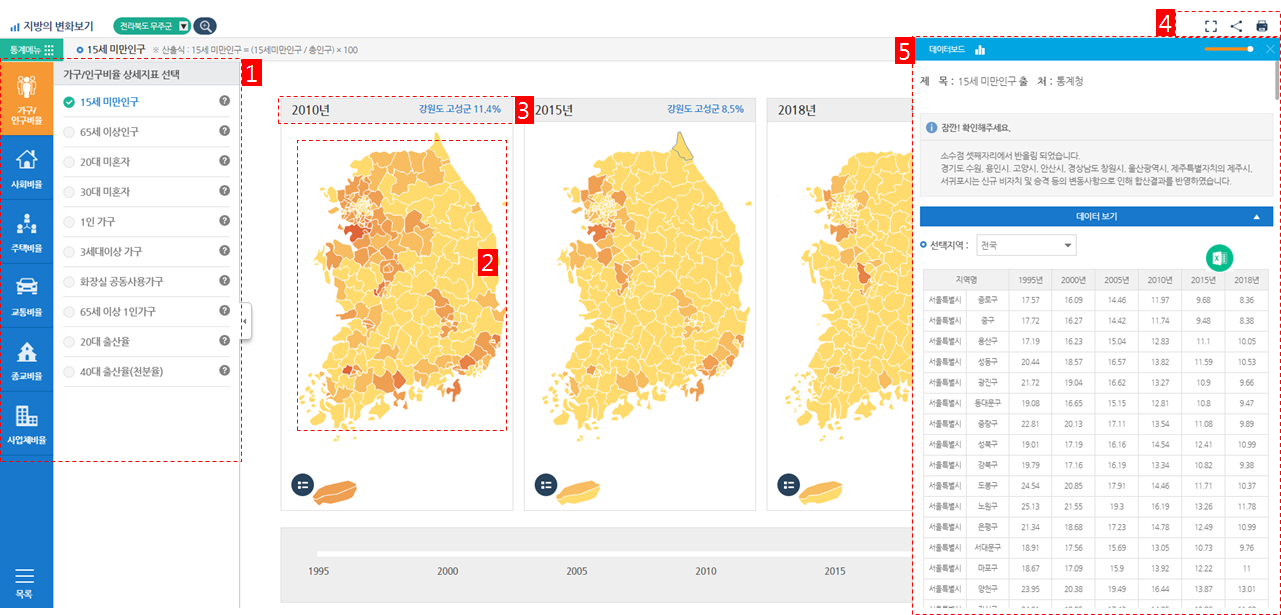 지방의 변화보기
전라북도 무주군
4
통계메뉴
15세 미만인구 ※ 산출식 : 15세 미만인구 = (15세미만인구 / 총인구) × 100
5
데이터보드
1
가구/인구비율 상세지표 선택
가구/
인구비율
사회비율
주택비율
교통비율
종교비율
사업체비율
목록
15세 미만인구
65세 이상인구
20대 미혼자
30대 미혼자
1인 가구
3세대이상 가구
화장실 공동사용가구
65세 이상 1인가구
20대 출산율
40대 출산율(천분율)
2010년 강원도 고성군 11.4%
3
2015년 강원도 고성군 8.5%
2018년
2
1995 2000 2005 2010 2015
제 목 : 15세 미만인구 출 처 : 통계청
잠깐! 확인해주세요.
소수점 셋째자리에서 반올림 되었습니다.
경기도 수원, 용인시, 고양시, 안산시, 경상남도 창원시, 울산광역시, 제주특별자치의 제주시,
서귀포시는 신규 비자치 및 승격 등의 변동사항으로 인해 합산결과를 반영하였습니다.
데이터 보기
선택지역 : 전국
지역명 1995년 2000년 2005년 2010년 2015년 2018년
서울특별시 종로구 17.57 16.09 14.46 11.97 9.68 8.36
서울특별시 중구 17.72 16.27 14.42 11.74 9.48 8.38
서울특별시 용산구 17.19 16.23 15.04 12.83 11.1 10.05
서울특별시 성동구 20.44 18.57 16.57 13.82 11.59 10.53
서울특별시 광진구 21.72 19.04 16.62 13.27 10.9 9.66
서울특별시 동대문구 19.08 16.65 15.15 12.81 10.8 9.47
서울특별시 중랑구 22.81 20.13 17.11 13.54 11.08 9.89
서울특별시 성북구 19.01 17.19 16.16 14.54 12.41 10.99
서울특별시 강북구 19.79 17.16 16.19 13.34 10.82 9.38
서울특별시 도봉구 24.54 20.85 17.91 14.46 11.71 10.37
서울특별시 노원구 25.13 21.55 19.3 16.19 13.26 11.78
서울특별시 은평구 21.34 18.68 17.23 14.78 12.49 10.99
서울특별시 서대문구 18.91 17.56 15.69 13.05 10.73 9.76
서울특별시 마포구 18.67 17.09 15.9 13.92 12.22 11
서울특별시 양천구 23.95 20.38 19.49 16.44 13.87 13.01